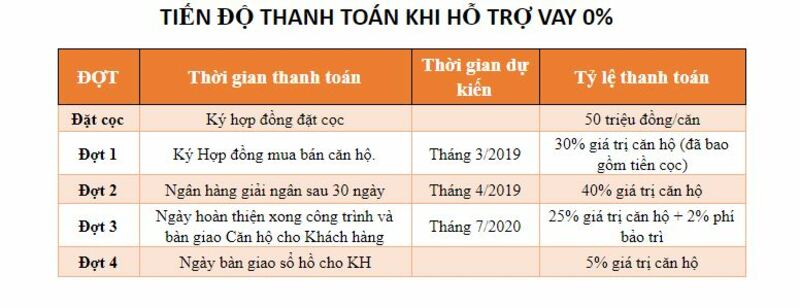 TIẾN ĐỘ THANH TOÁN KHI HỖ TRỢ VAY 0%
ĐỢT Thời gian thanh toán Thời gian dự kiến Tỷ lệ thanh toán
Đặt cọc Ký hợp đồng đặt cọc 50 triệu đồng/căn
Đợt 1 Ký Hợp đồng mua bán căn hộ. Tháng 3/2019 30% giá trị căn hộ (đã bao gồm tiền cọc)
Đợt 2 Ngân hàng giải ngân sau 30 ngày Tháng 4/2019 40% giá trị căn hộ
Đợt 3 Ngày hoàn thiện xong công trình và bàn giao Căn hộ cho Khách hàng Tháng 7/2020 25% giá trị căn hộ + 2% phí bảo trì
Đợt 4 Ngày bàn giao sổ hồ cho KH 5% giá trị căn hộ